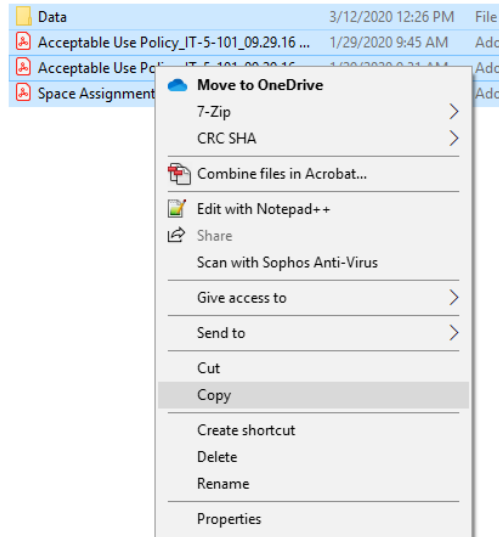 Data 3/12/2020 12:26 PM File
Acceptable Use Policy_IT-5-101_09.29.16 ... 1/29/2020 9:45 AM Ado
Acceptable Use
Space Assignment
Move to OneDrive
7-Zip
CRC SHA
Combine files in Acrobat...
Edit with Notepad++
Share
Scan with Sophos Anti-Virus
Give access to
Send to
Cut
Copy
Create shortcut
Delete
Rename
Properties